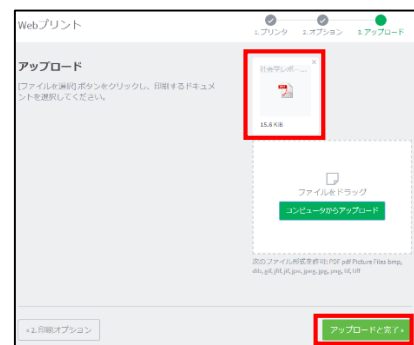 Webプリント
1.プリンタ 2.オプション 3.アップロード
アップロード
[ファイルを選択]ボタンをクリックし、印刷するドキュメ
ントを選択してください。
社会学レポー...
×
15.6 KiB
ファイルをドラッグ
コンピュータからアップロード
次のファイル形式を許可: PDF pdf Picture Files bmp,
dib, gif, jfif, jif, jpe, jpeg, jpg, png, tif, tiff
« 2.印刷オプション
アップロードと完了 »